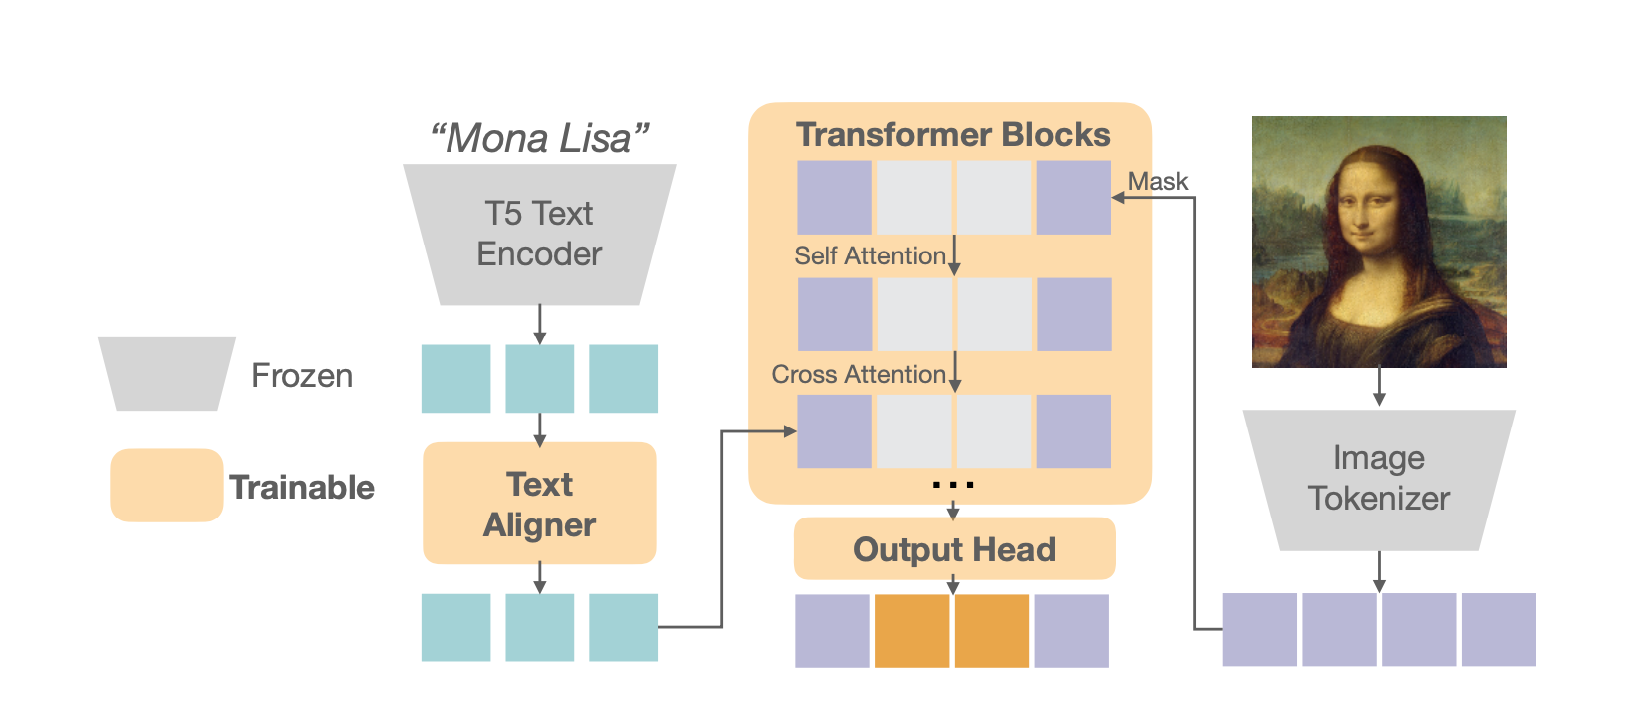 “Mona Lisa”
T5 Text
Encoder
Frozen
Trainable
Text
Aligner
Transformer Blocks
Mask
Self Attention
Cross Attention
...
Output Head
Image
Tokenizer